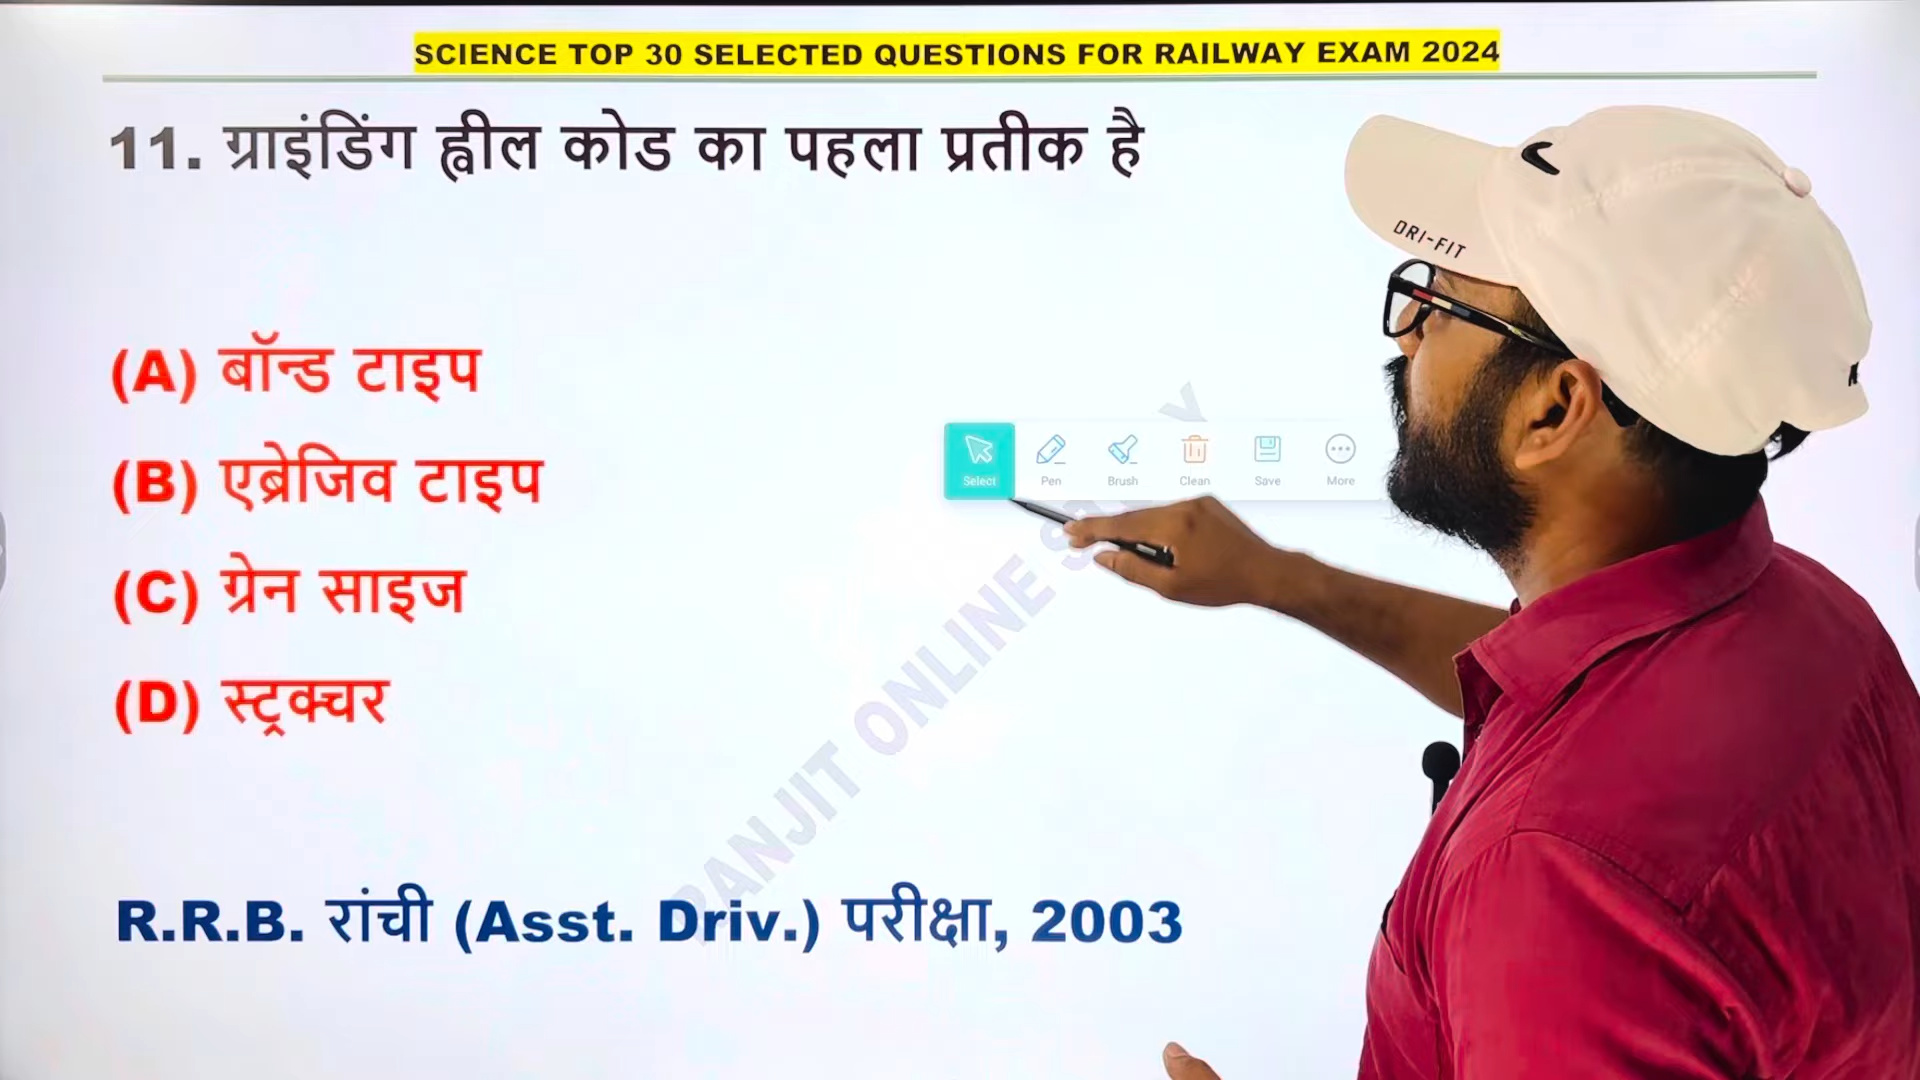 SCIENCE TOP 30 SELECTED QUESTIONS FOR RAILWAY EXAM 2024
11. ग्राइंडिंग ह्वील कोड का पहला प्रतीक है
DRI-FIT
(A) बॉन्ड टाइप
(B) एब्रेजिव टाइप
(C) ग्रेन साइज
(D) स्ट्रक्चर
Select Pen Brush Clean Save More
ONLINE
R.R.B. रांची (Asst. Driv.) परीक्षा, 2003